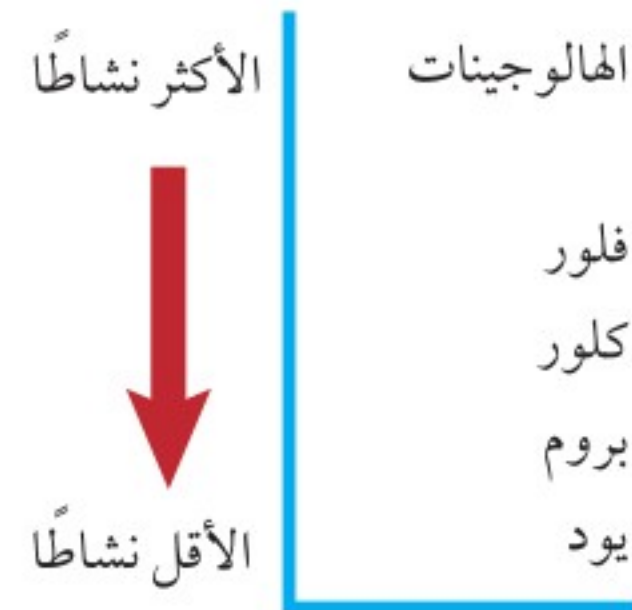 الهالوجينات
فلور
كلور
بروم
يود
الأكثر نشاطًا
الأقل نشاطًا